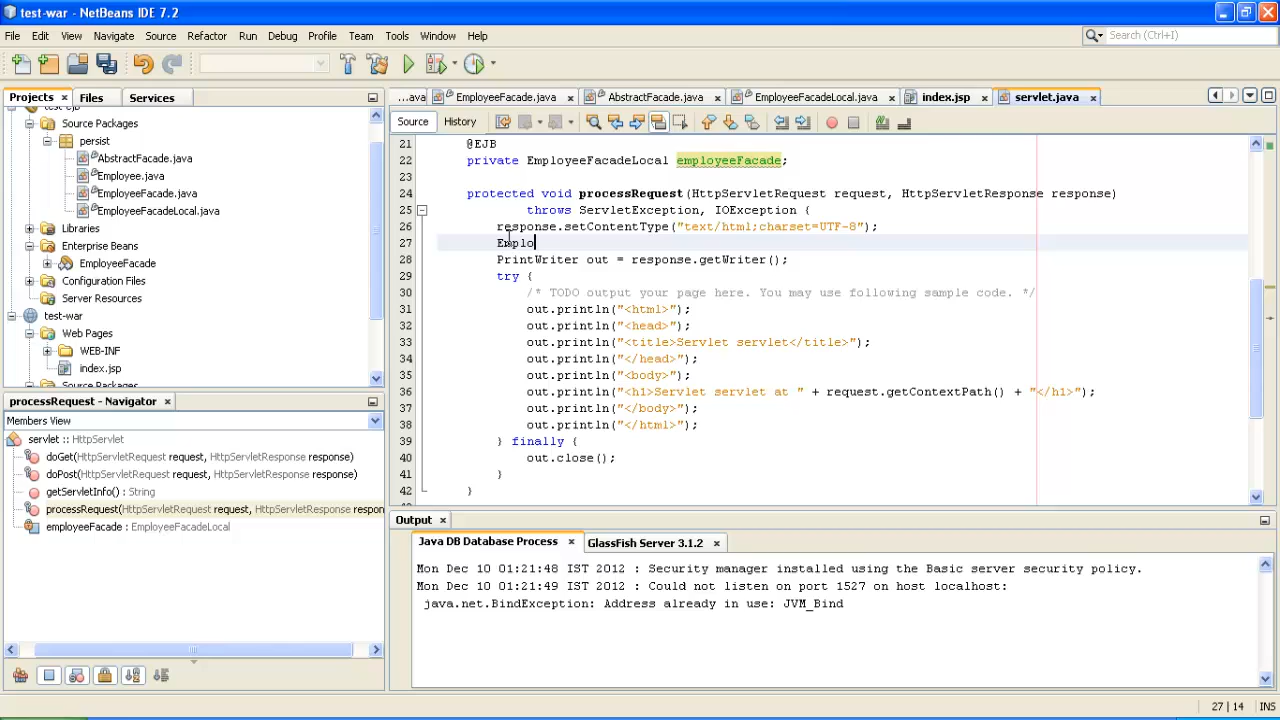 test-war - NetBeans IDE 7.2
File Edit View Navigate Source Refactor Run Debug Profile Team Tools Window Help
Search (Ctrl+I)
Projects Files Services
...ava EmployeeFacade.java AbstractFacade.java EmployeeFacadeLocal.java index.jsp servlet.java
Source Packages
persist
AbstractFacade.java
Employee.java
EmployeeFacade.java
EmployeeFacadeLocal.java
Libraries
Enterprise Beans
EmployeeFacade
Configuration Files
Server Resources
test-war
Web Pages
WEB-INF
index.jsp
Source Packages
processRequest - Navigator
Members View
servlet :: HttpServlet
doGet(HttpServletRequest request, HttpServletResponse response)
doPost(HttpServletRequest request, HttpServletResponse response)
getServletInfo() : String
processRequest(HttpServletRequest request, HttpServletResponse respon
employeeFacade : EmployeeFacadeLocal
Source History
21 @EJB
22 private EmployeeFacadeLocal employeeFacade;
23
24 protected void processRequest(HttpServletRequest request, HttpServletResponse response)
25 throws ServletException, IOException {
26 response.setContentType("text/html;charset=UTF-8");
27 Emplo
28 PrintWriter out = response.getWriter();
29 try {
30 /* TODO output your page here. You may use following sample code. */
31 out.println("<html>");
32 out.println("<head>");
33 out.println("<title>Servlet servlet</title>");
34 out.println("</head>");
35 out.println("<body>");
36 out.println("<h1>Servlet servlet at " + request.getContextPath() + "</h1>");
37 out.println("</body>");
38 out.println("</html>");
39 } finally {
40 out.close();
41 }
42 }
Output
Java DB Database Process GlassFish Server 3.1.2
Mon Dec 10 01:21:48 IST 2012 : Security manager installed using the Basic server security policy.
Mon Dec 10 01:21:49 IST 2012 : Could not listen on port 1527 on host localhost:
java.net.BindException: Address already in use: JVM_Bind
27 | 14 INS